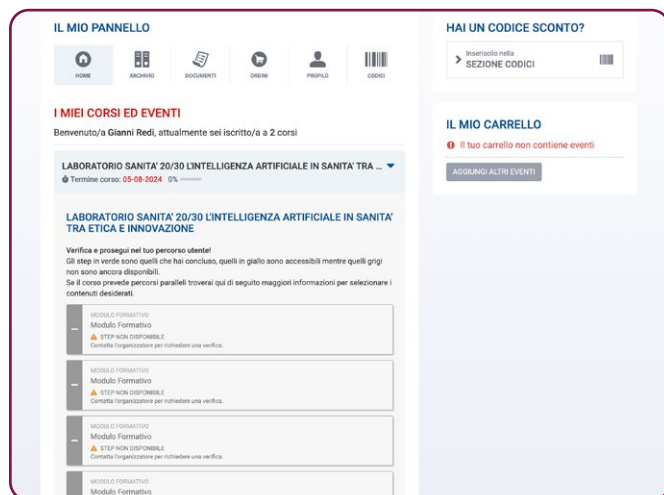 IL MIO PANNELLO
HOME
ARCHIVIO
DOCUMENTI
ORDINI
PROFILO
CODICI
I MIEI CORSI ED EVENTI
Benvenuto/a Gianni Redi, attualmente sei iscritto/a a 2 corsi
LABORATORIO SANITA' 20/30 L'INTELLIGENZA ARTIFICIALE IN SANITA' TRA ...
Termine corso: 05-08-2024 0%
LABORATORIO SANITA' 20/30 L'INTELLIGENZA ARTIFICIALE IN SANITA'
TRA ETICA E INNOVAZIONE
Verifica e prosegui nel tuo percorso utente!
Gli step in verde sono quelli che hai concluso, quelli in giallo sono accessibili mentre quelli grigi
non sono ancora disponibili.
Se il corso prevede percorsi paralleli troverai qui di seguito maggiori informazioni per selezionare i
contenuti desiderati.
MODULO FORMATIVO
Modulo Formativo
STEP NON DISPONIBILE
Contatta l'organizzatore per richiedere una verifica.
MODULO FORMATIVO
Modulo Formativo
STEP NON DISPONIBILE
Contatta l'organizzatore per richiedere una verifica.
MODULO FORMATIVO
Modulo Formativo
STEP NON DISPONIBILE
Contatta l'organizzatore per richiedere una verifica.
MODULO FORMATIVO
Modulo Formativo
HAI UN CODICE SCONTO?
Inseriscilo nella
SEZIONE CODICI
IL MIO CARRELLO
Il tuo carrello non contiene eventi
AGGIUNGI ALTRI EVENTI